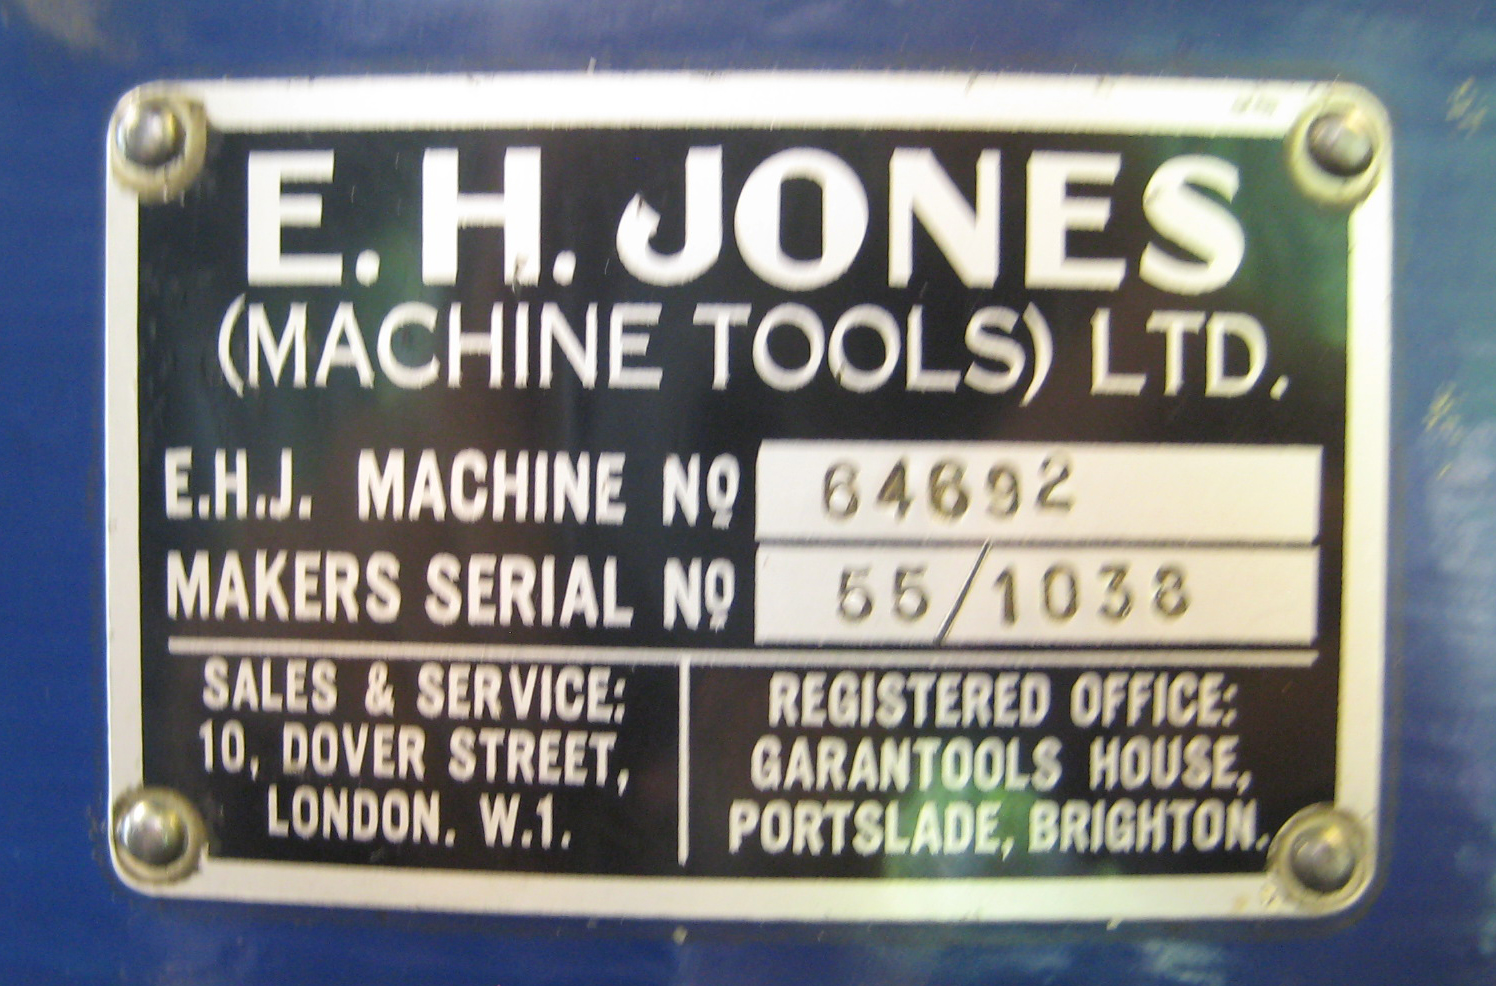 E. H. JONES
(MACHINE TOOLS) LTD.
E.H.J. MACHINE Nº 64692
MAKERS SERIAL Nº 55/1038
SALES & SERVICE:
10, DOVER STREET,
LONDON. W.1.
REGISTERED OFFICE:
GARANTOOLS HOUSE,
PORTSLADE, BRIGHTON.